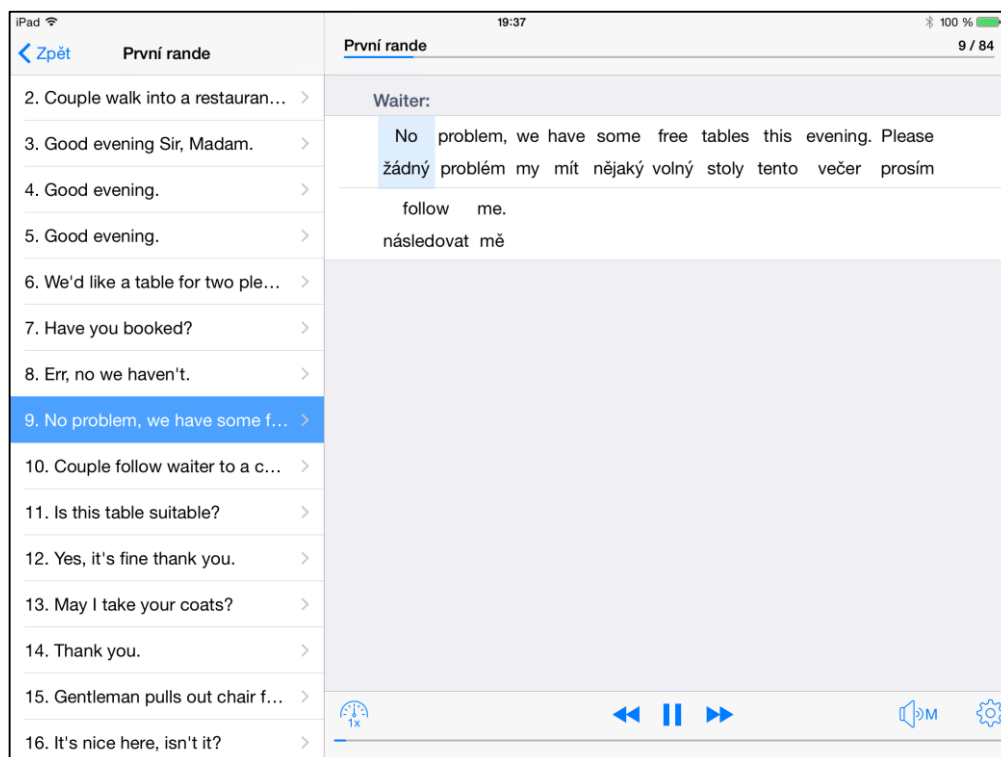 iPad 19:37 100 %
Zpět První rande
2. Couple walk into a restauran...
3. Good evening Sir, Madam.
4. Good evening.
5. Good evening.
6. We'd like a table for two ple...
7. Have you booked?
8. Err, no we haven't.
9. No problem, we have some f...
10. Couple follow waiter to a c...
11. Is this table suitable?
12. Yes, it's fine thank you.
13. May I take your coats?
14. Thank you.
15. Gentleman pulls out chair f...
16. It's nice here, isn't it?
První rande 9 / 84
Waiter:
No problem, we have some free tables this evening. Please
žádný problém my mít nějaký volný stoly tento večer prosím
follow me.
následovat mě
1x M